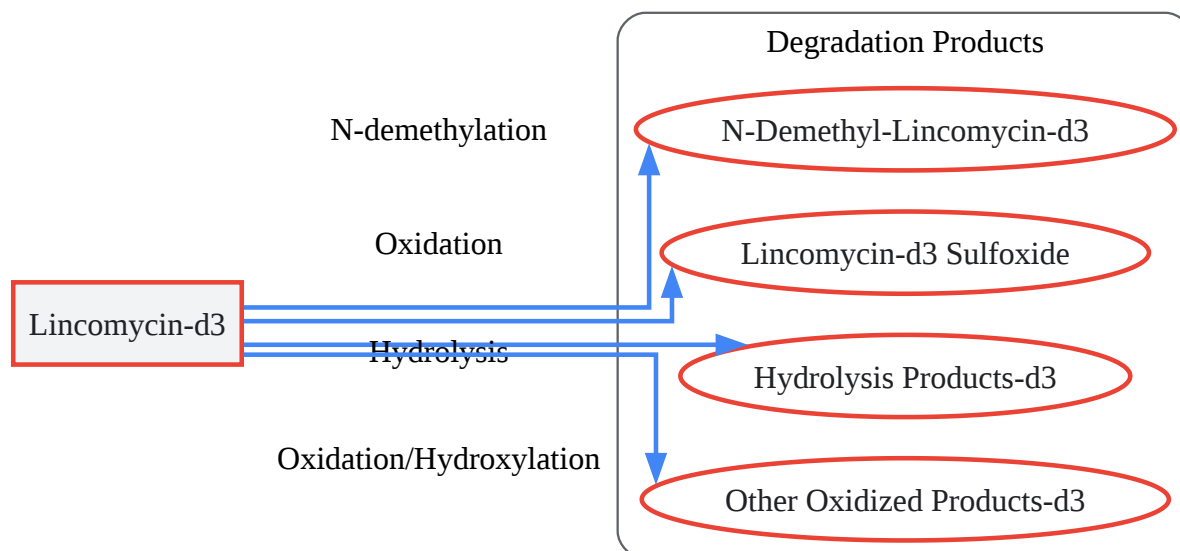 Degradation Products
N-demethylation
N-Demethyl-Lincomycin-d3
Oxidation
Lincomycin-d3 Sulfoxide
Lincomycin-d3
Hydrolysis
Hydrolysis Products-d3
Oxidation/Hydroxylation
Other Oxidized Products-d3